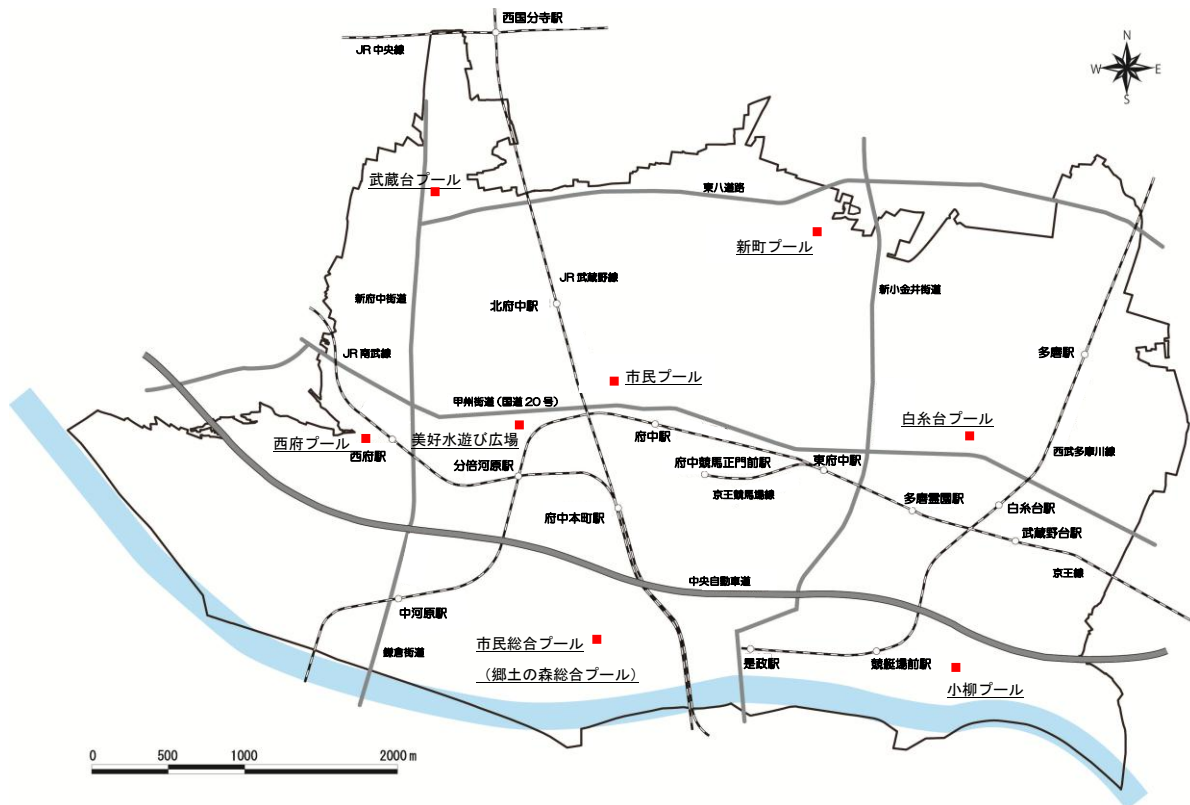 西国分寺駅
JR中央線
N
W
E
S
武蔵台プール
東八道路
新町プール
JR武蔵野線
新府中街道
北府中駅
新小金井街道
JR南武線
多磨駅
市民プール
甲州街道(国道20号)
白糸台プール
西府プール
美好水遊び広場
府中駅
西府駅
分倍河原駅
府中競馬正門前駅
東府中駅
西武多摩川線
京王競馬場線
多磨霊園駅
白糸台駅
府中本町駅
武蔵野台駅
京王線
中央自動車道
中河原駅
市民総合プール
(郷土の森総合プール)
鎌倉街道
是政駅
競艇場前駅
小柳プール
0 500 1000 2000m